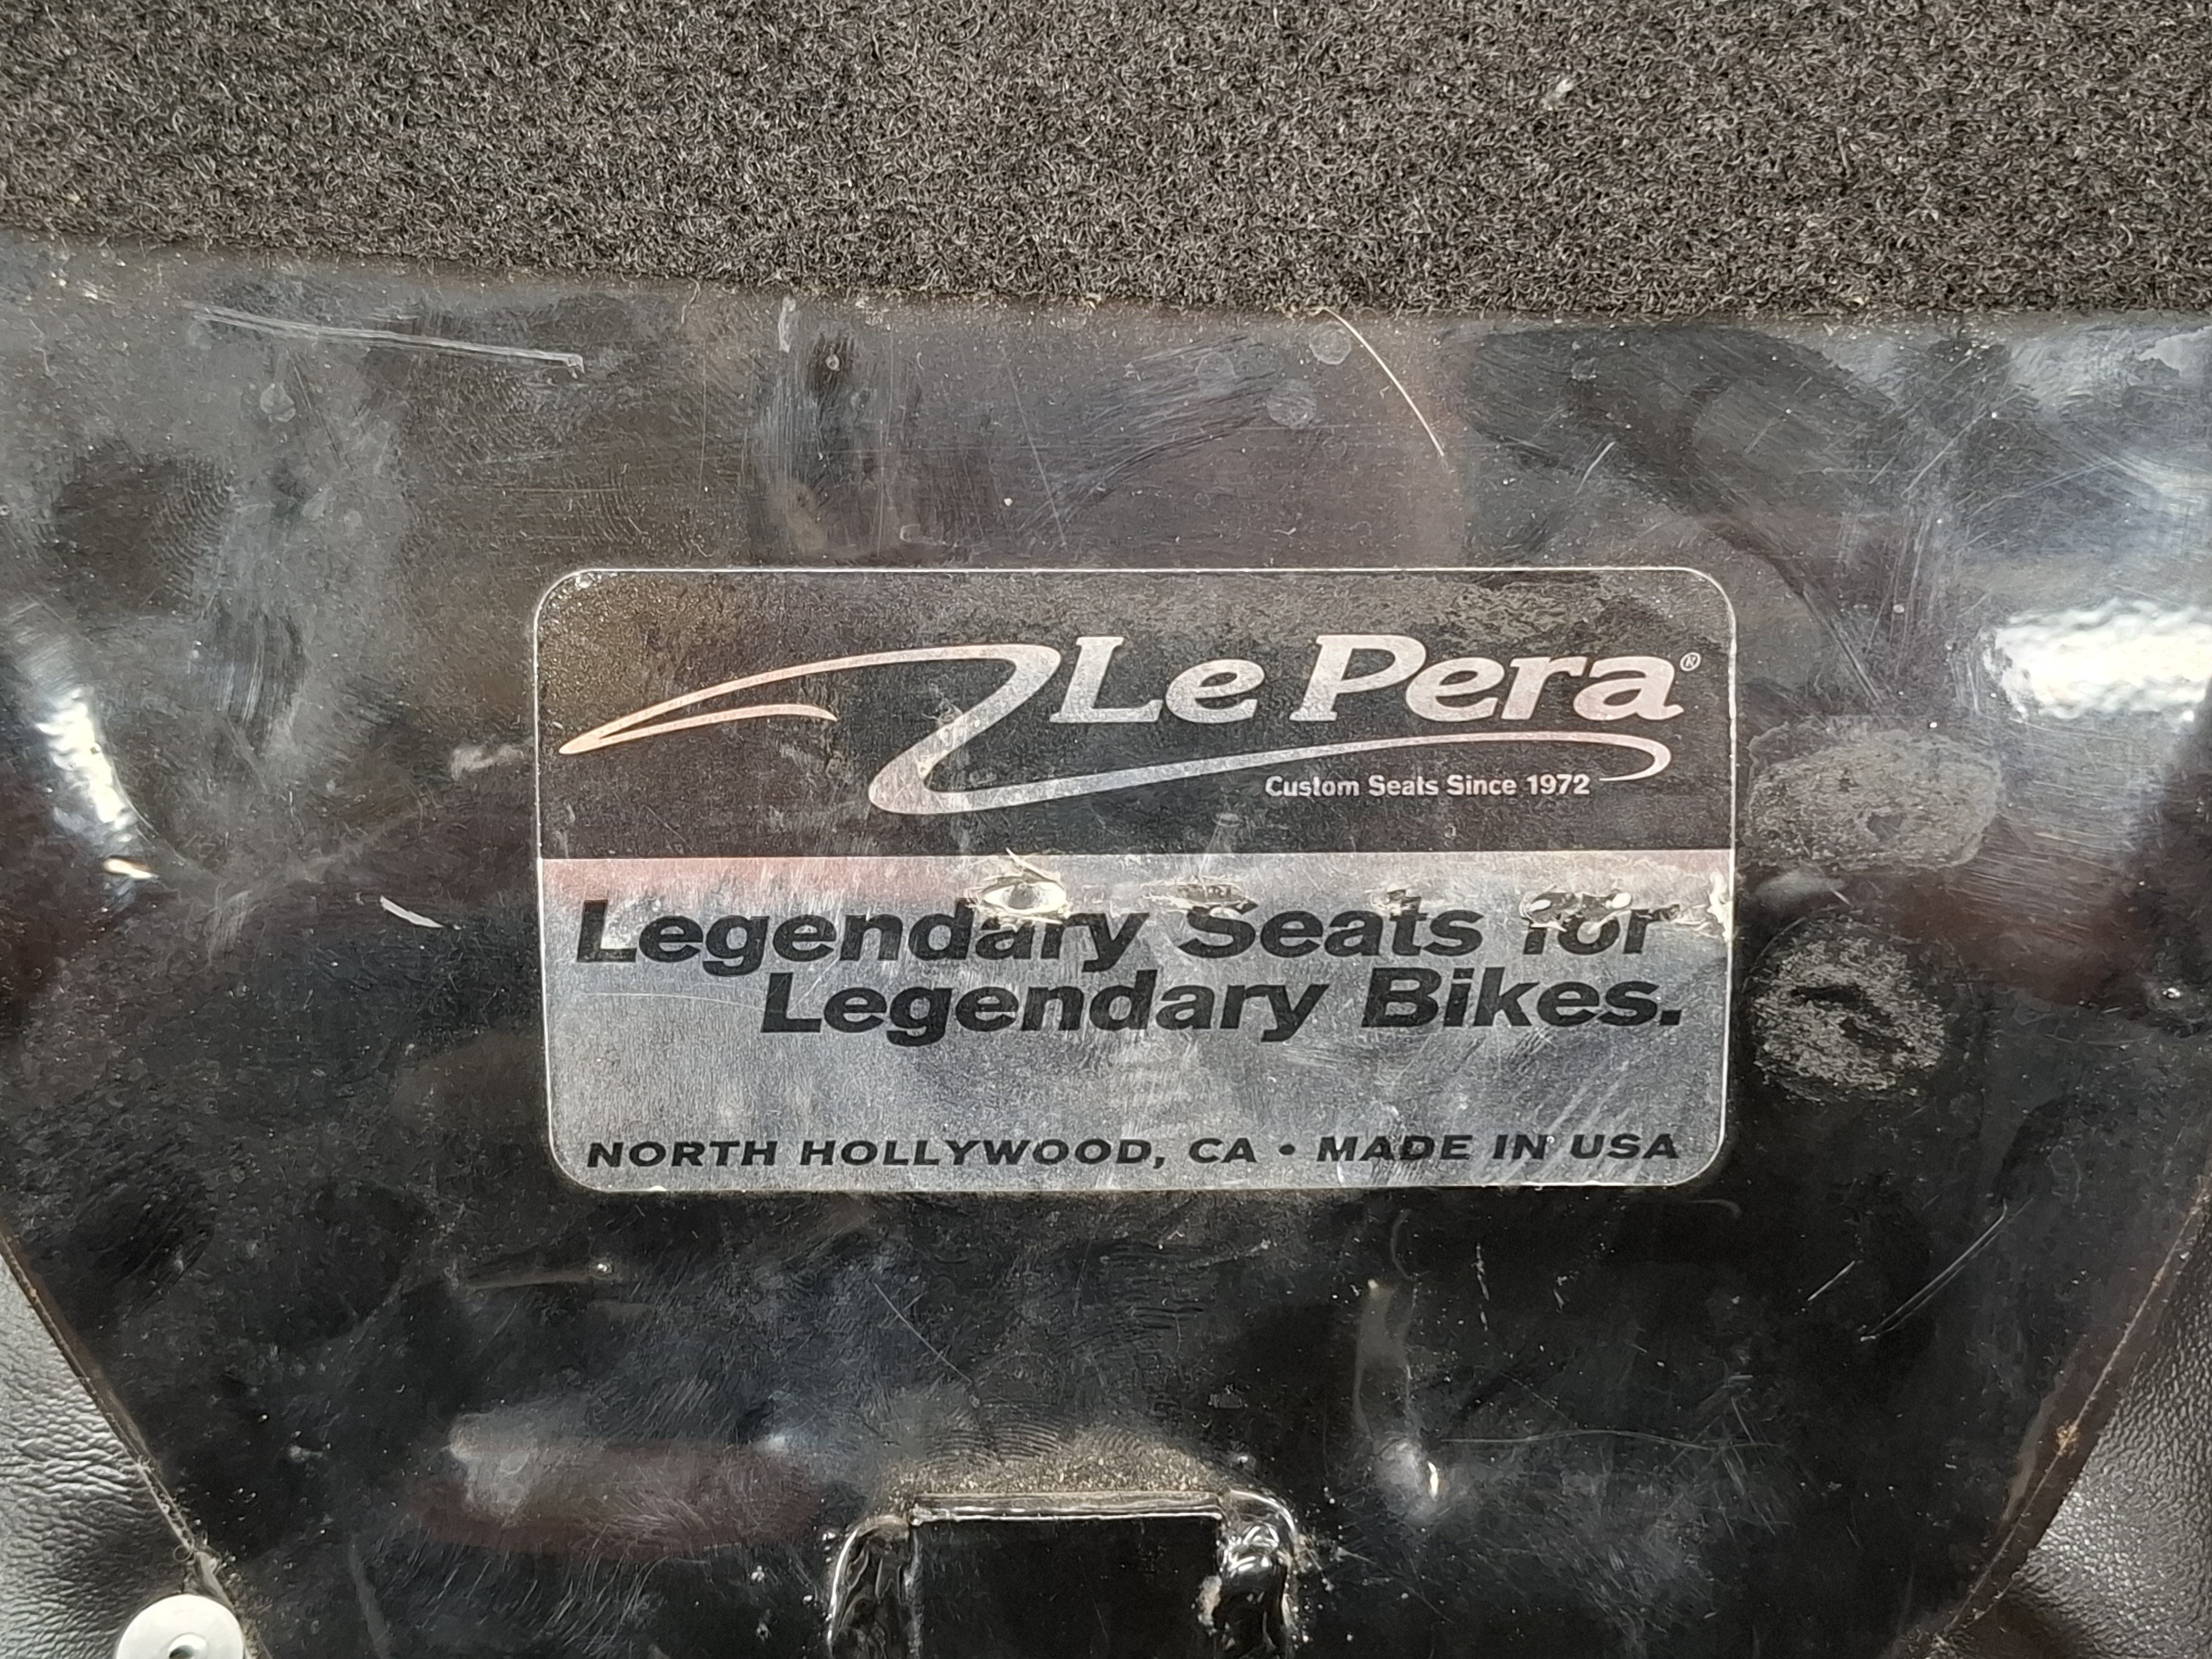 Le Pera®
Custom Seats Since 1972
Legendary Seats for
Legendary Bikes.
NORTH HOLLYWOOD, CA • MADE IN USA